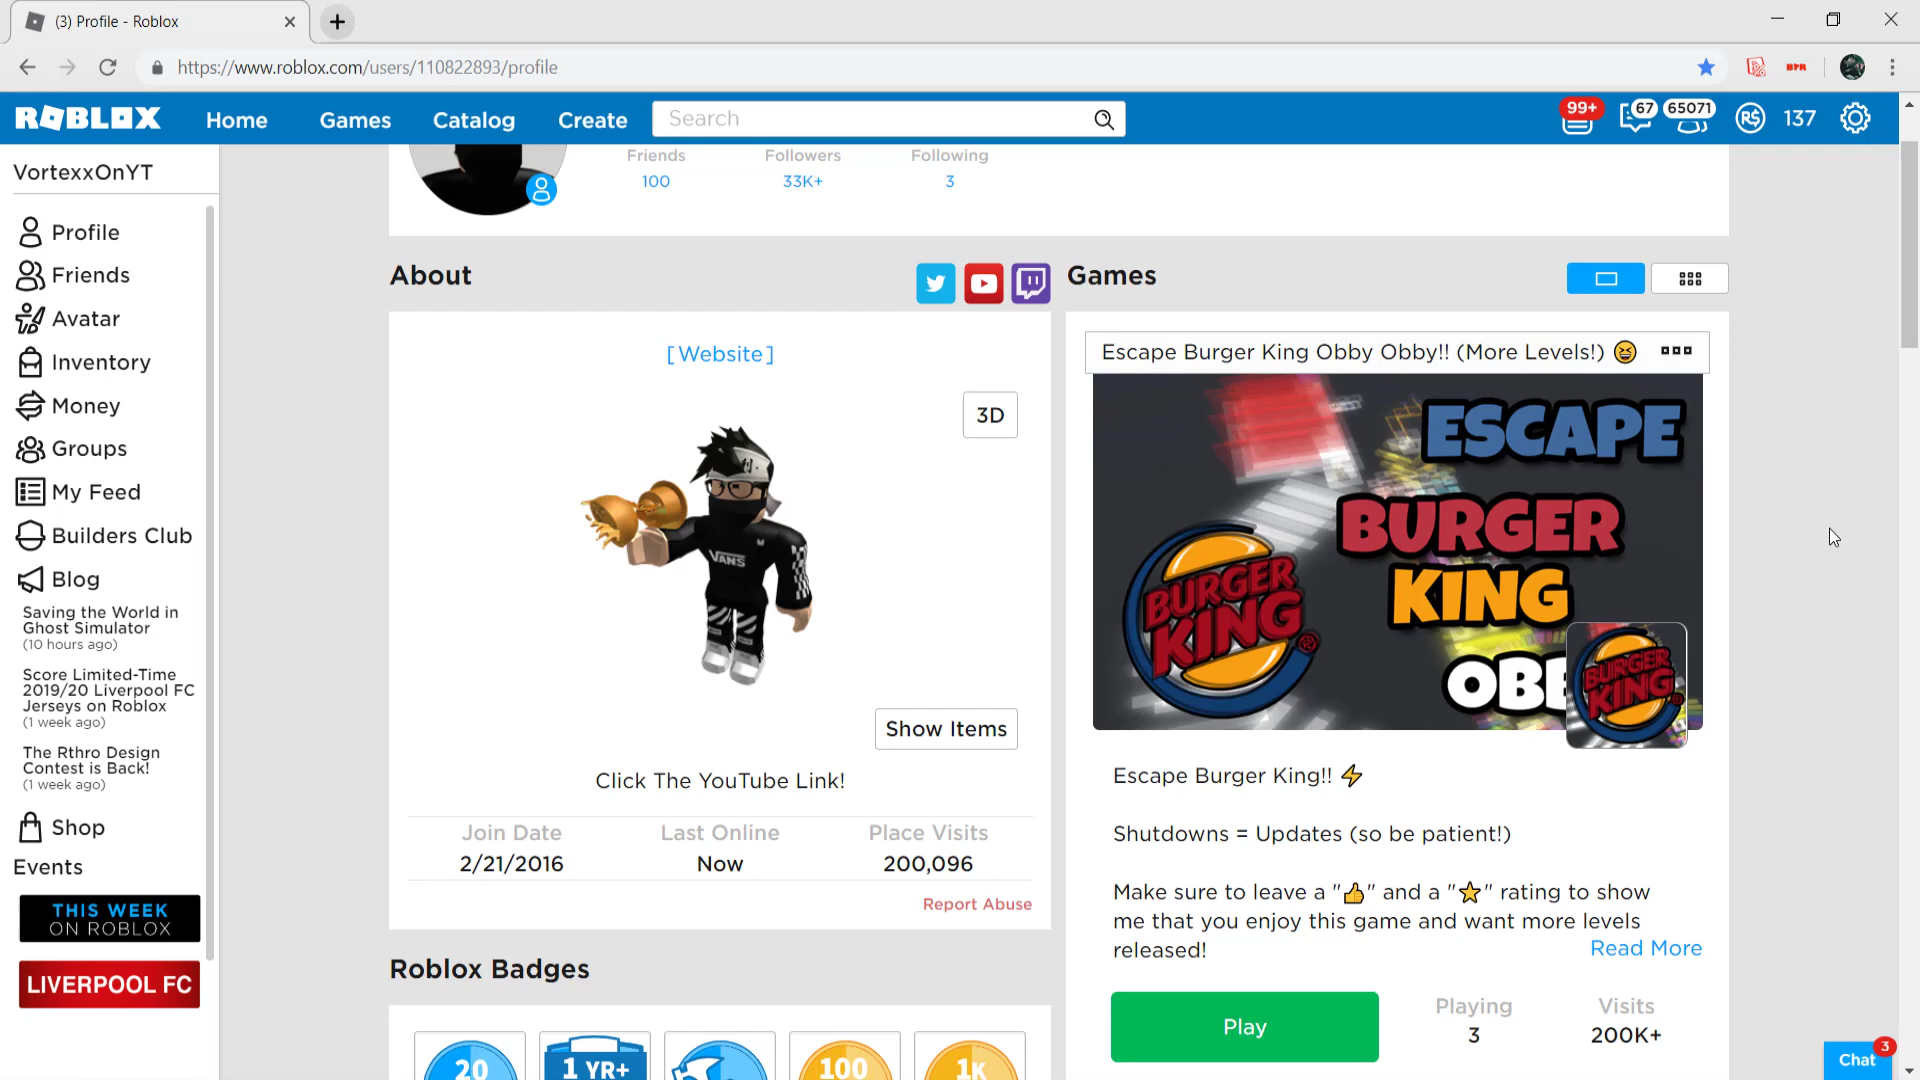 (3) Profile - Roblox
https://www.roblox.com/users/110822893/profile
BTR
ROBLOX
Home
Games
Catalog
Create
Search
99+
67
65071
R$
137
VortexxOnYT
Profile
Friends
Avatar
Inventory
Money
Groups
My Feed
Builders Club
Blog
Saving the World in
Ghost Simulator
(10 hours ago)
Score Limited-Time
2019/20 Liverpool FC
Jerseys on Roblox
(1 week ago)
The Rthro Design
Contest is Back!
(1 week ago)
Shop
Events
THIS WEEK
ON ROBLOX
LIVERPOOL FC
Friends
100
Followers
33K+
Following
3
About
[Website]
3D
VANS
Show Items
Click The YouTube Link!
Join Date
2/21/2016
Last Online
Now
Place Visits
200,096
Report Abuse
Roblox Badges
20
1 YR+
100
1K
Games
Escape Burger King Obby Obby!! (More Levels!) 😆
ESCAPE
BURGER
KING
OBB
BURGER
KING
®
BURGER
KING
Escape Burger King!! ⚡
Shutdowns = Updates (so be patient!)
Make sure to leave a "👍" and a "⭐" rating to show
me that you enjoy this game and want more levels
released!
Read More
Play
Playing
3
Visits
200K+
Chat
3